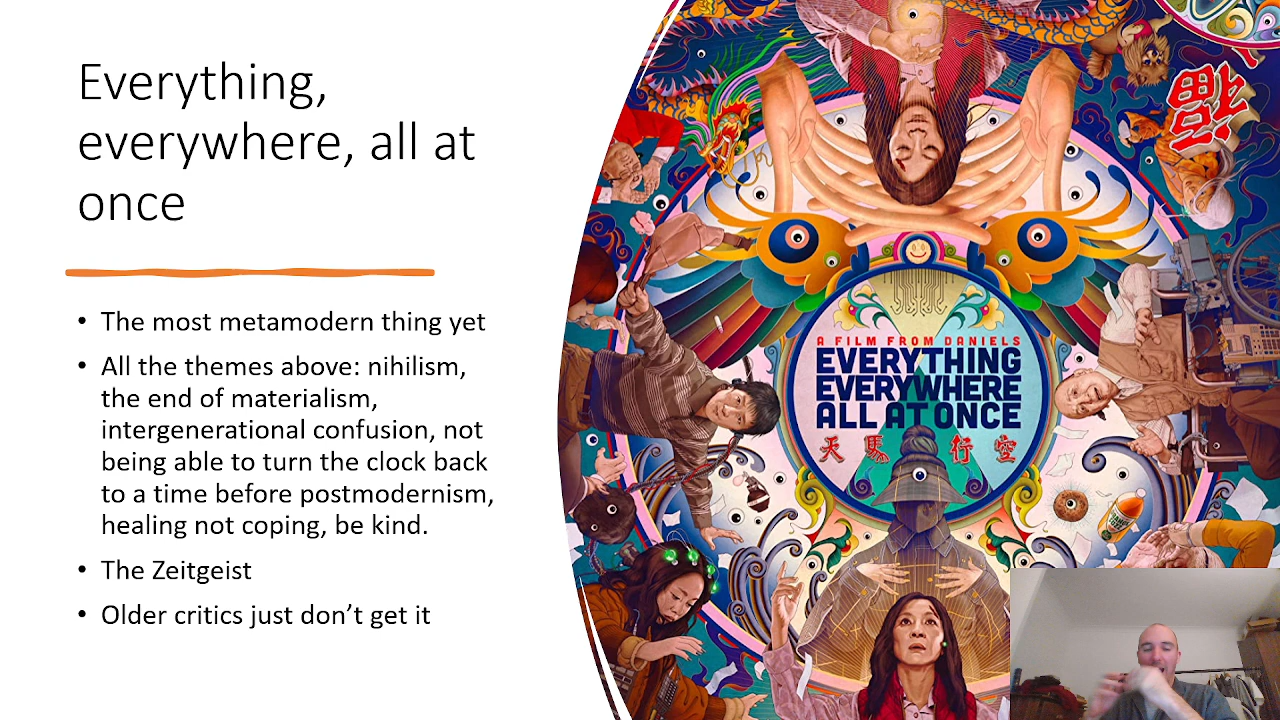 Everything,
everywhere, all at
once
• The most metamodern thing yet
• All the themes above: nihilism,
the end of materialism,
intergenerational confusion, not
being able to turn the clock back
to a time before postmodernism,
healing not coping, be kind.
• The Zeitgeist
• Older critics just don’t get it
A FILM FROM DANIELS
EVERYTHING
EVERYWHERE
ALL AT ONCE
天馬行空
福